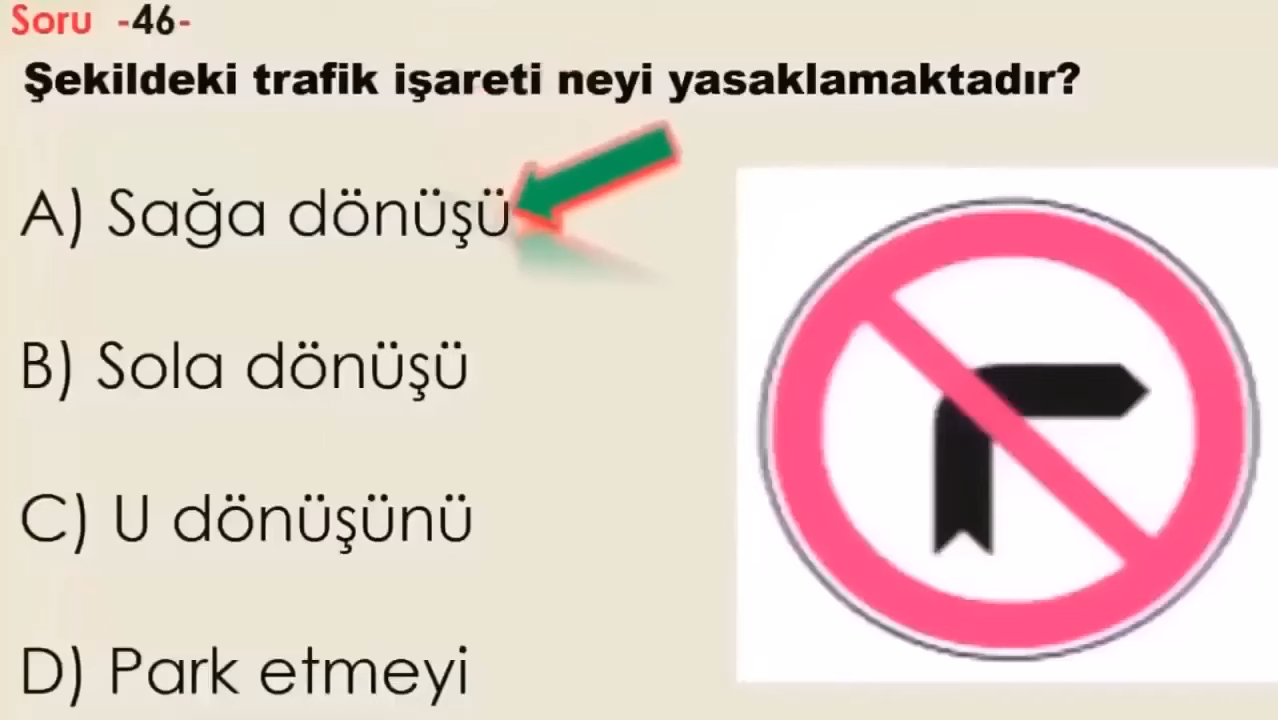 Soru -46-
Şekildeki trafik işareti neyi yasaklamaktadır?
A) Sağa dönüşü
B) Sola dönüşü
C) U dönüşünü
D) Park etmeyi